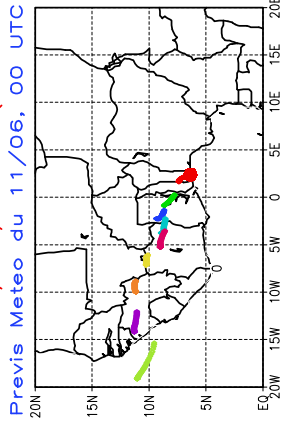 Previs Meteo du 11/06, 00 UTC
20N
15N
10N
5N
EQ
20W
15W
10W
5W
0
5E
10E
15E
20E
0